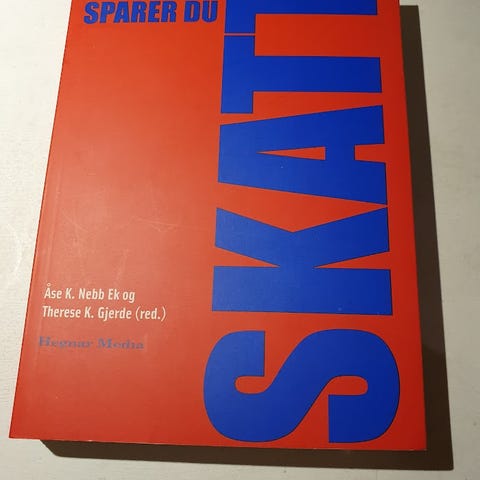 SPARER DU
SKATT
Åse K. Nebb Ek og
Therese K. Gjerde (red.)
Hegnar Media